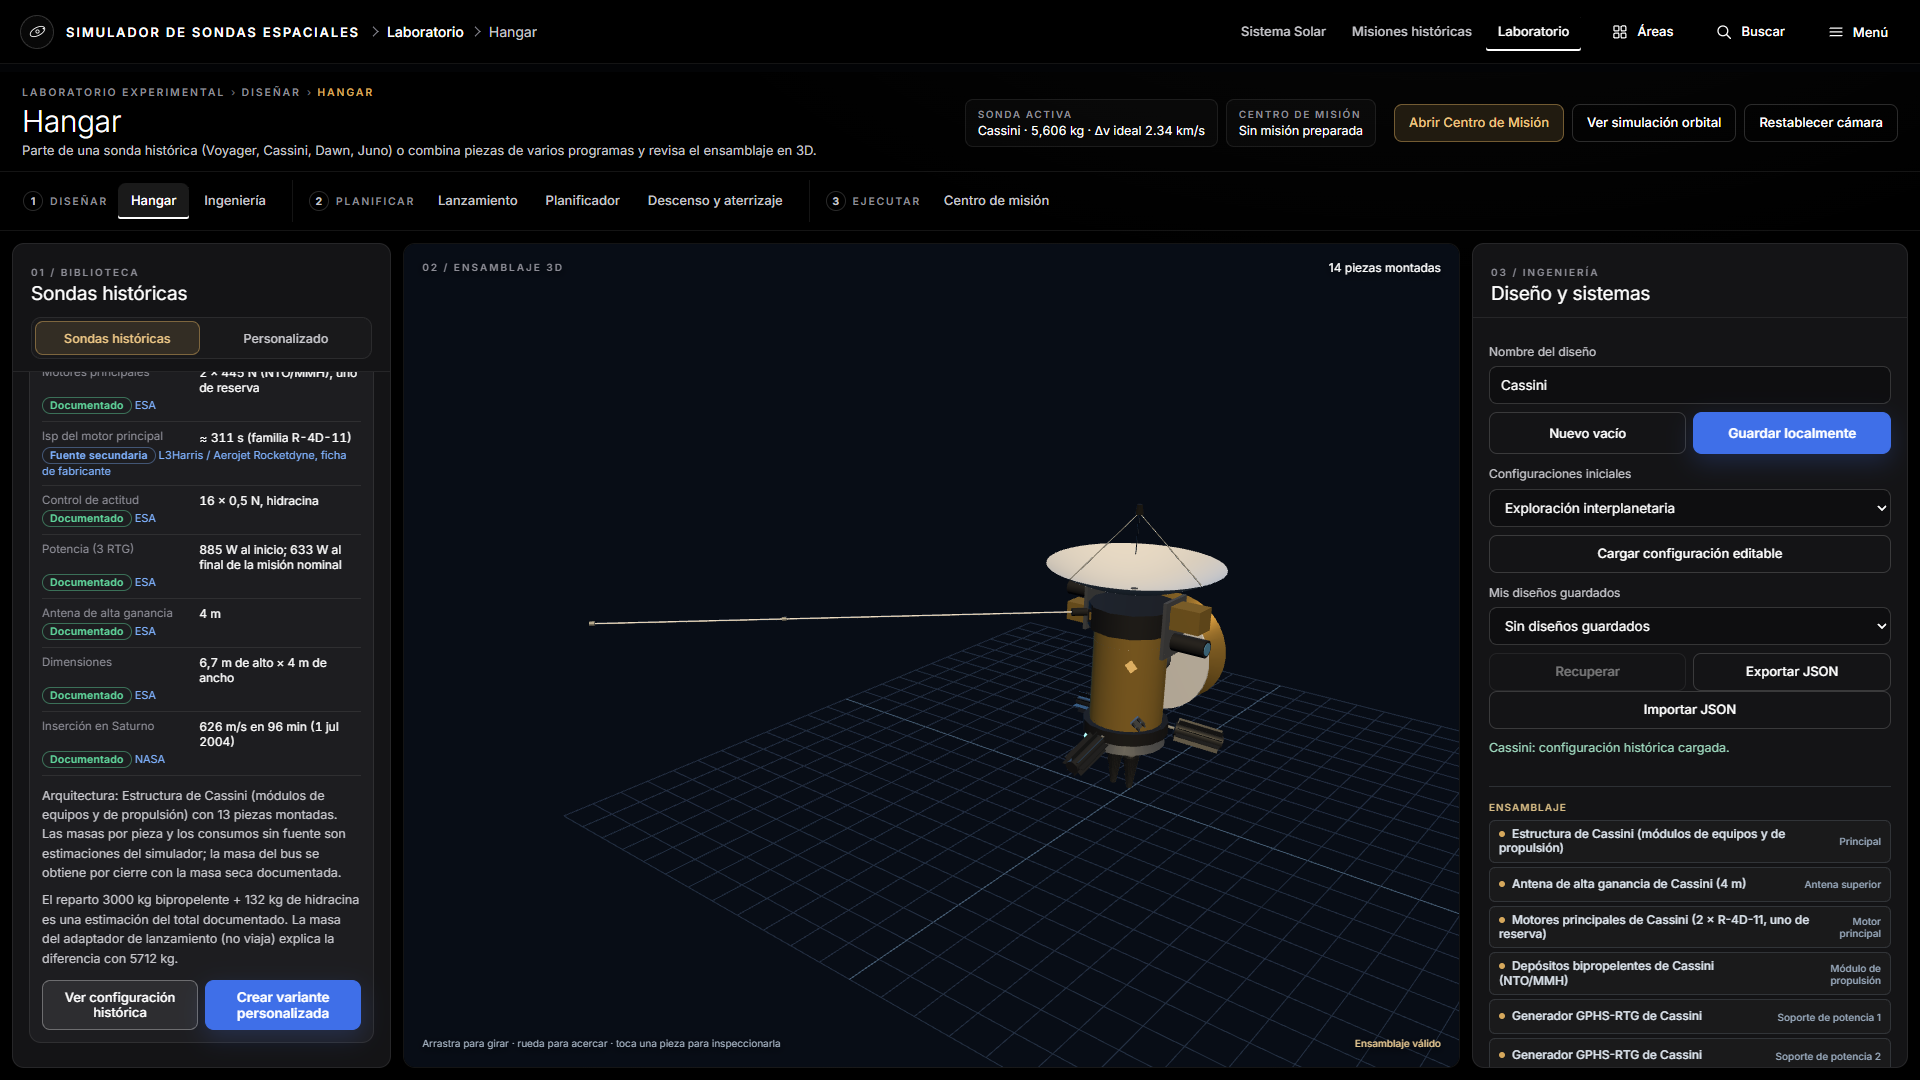 SIMULADOR DE SONDAS ESPACIALES > Laboratorio > Hangar
Sistema Solar
Misiones históricas
Laboratorio
Áreas
Buscar
Menú
LABORATORIO EXPERIMENTAL › DISEÑAR › HANGAR
Hangar
Parte de una sonda histórica (Voyager, Cassini, Dawn, Juno) o combina piezas de varios programas y revisa el ensamblaje en 3D.
SONDA ACTIVA
Cassini · 5,606 kg · Δv ideal 2.34 km/s
CENTRO DE MISIÓN
Sin misión preparada
Abrir Centro de Misión
Ver simulación orbital
Restablecer cámara
1 DISEÑAR
Hangar
Ingeniería
2 PLANIFICAR
Lanzamiento
Planificador
Descenso y aterrizaje
3 EJECUTAR
Centro de misión
01 / BIBLIOTECA
Sondas históricas
Sondas históricas
Personalizado
Motores principales
2 × 445 N (NTO/MMH), uno
de reserva
Documentado ESA
Isp del motor principal
≈ 311 s (familia R-4D-11)
Fuente secundaria L3Harris / Aerojet Rocketdyne, ficha
de fabricante
Control de actitud
16 × 0,5 N, hidracina
Documentado ESA
Potencia (3 RTG)
885 W al inicio; 633 W al
final de la misión nominal
Documentado ESA
Antena de alta ganancia
4 m
Documentado ESA
Dimensiones
6,7 m de alto × 4 m de
ancho
Documentado ESA
Inserción en Saturno
626 m/s en 96 min (1 jul
2004)
Documentado NASA
Arquitectura: Estructura de Cassini (módulos de
equipos y de propulsión) con 13 piezas montadas.
Las masas por pieza y los consumos sin fuente son
estimaciones del simulador; la masa del bus se
obtiene por cierre con la masa seca documentada.
El reparto 3000 kg bipropelente + 132 kg de hidracina
es una estimación del total documentado. La masa
del adaptador de lanzamiento (no viaja) explica la
diferencia con 5712 kg.
Ver configuración
histórica
Crear variante
personalizada
02 / ENSAMBLAJE 3D
14 piezas montadas
Arrastra para girar · rueda para acercar · toca una pieza para inspeccionarla
Ensamblaje válido
03 / INGENIERÍA
Diseño y sistemas
Nombre del diseño
Cassini
Nuevo vacío
Guardar localmente
Configuraciones iniciales
Exploración interplanetaria
Cargar configuración editable
Mis diseños guardados
Sin diseños guardados
Recuperar
Exportar JSON
Importar JSON
Cassini: configuración histórica cargada.
ENSAMBLAJE
Estructura de Cassini (módulos de equipos y de
propulsión)
Principal
Antena de alta ganancia de Cassini (4 m)
Antena superior
Motores principales de Cassini (2 × R-4D-11, uno de
reserva)
Motor
principal
Depósitos bipropelentes de Cassini
(NTO/MMH)
Módulo de
propulsión
Generador GPHS-RTG de Cassini
Soporte de potencia 1
Generador GPHS-RTG de Cassini
Soporte de potencia 2